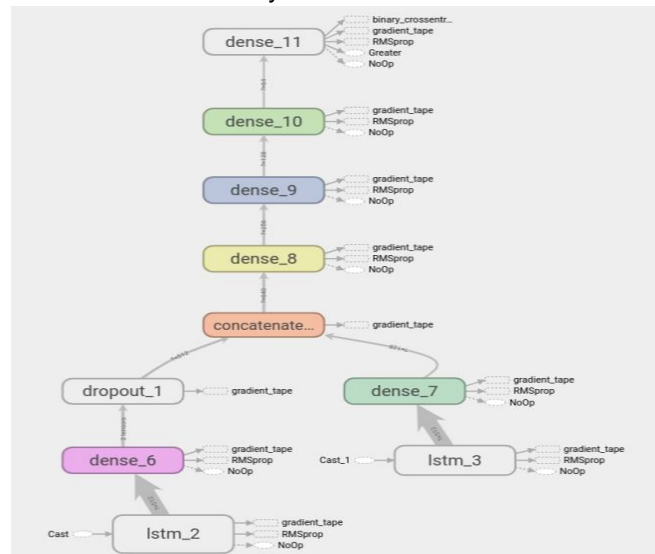 binary_crossentr...
gradient_tape
dense_11
RMSprop
Greater
NoOp
gradient_tape
dense_10
RMSprop
NoOp
gradient_tape
dense_9
RMSprop
NoOp
gradient_tape
dense_8
RMSprop
NoOp
concatenate...
gradient_tape
dropout_1
gradient_tape
dense_7
gradient_tape
RMSprop
NoOp
dense_6
gradient_tape
RMSprop
NoOp
Cast_1
lstm_3
gradient_tape
RMSprop
NoOp
Cast
lstm_2
gradient_tape
RMSprop
NoOp